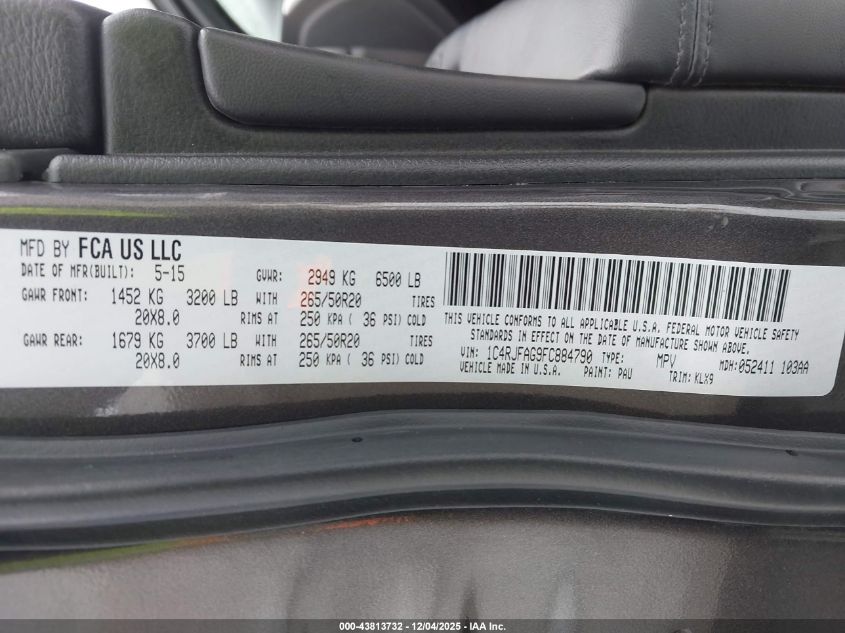 MFD BY FCA US LLC
DATE OF MFR(BUILT): 5-15 GVWR: 2949 KG 6500 LB
GAWR FRONT: 1452 KG 3200 LB WITH 265/50R20 TIRES
20X8.0 RIMS AT 250 KPA ( 36 PSI) COLD
GAWR REAR: 1679 KG 3700 LB WITH 265/50R20 TIRES
20X8.0 RIMS AT 250 KPA ( 36 PSI) COLD
THIS VEHICLE CONFORMS TO ALL APPLICABLE U.S.A. FEDERAL MOTOR VEHICLE SAFETY
STANDARDS IN EFFECT ON THE DATE OF MANUFACTURE SHOWN ABOVE.
VIN: 1C4RJFAG9FC884790 TYPE: MPV MDH: 052411 103AA
VEHICLE MADE IN U.S.A. PAINT: PAU TRIM: KLX9
000-43813732 - 12/04/2025 - IAA Inc.